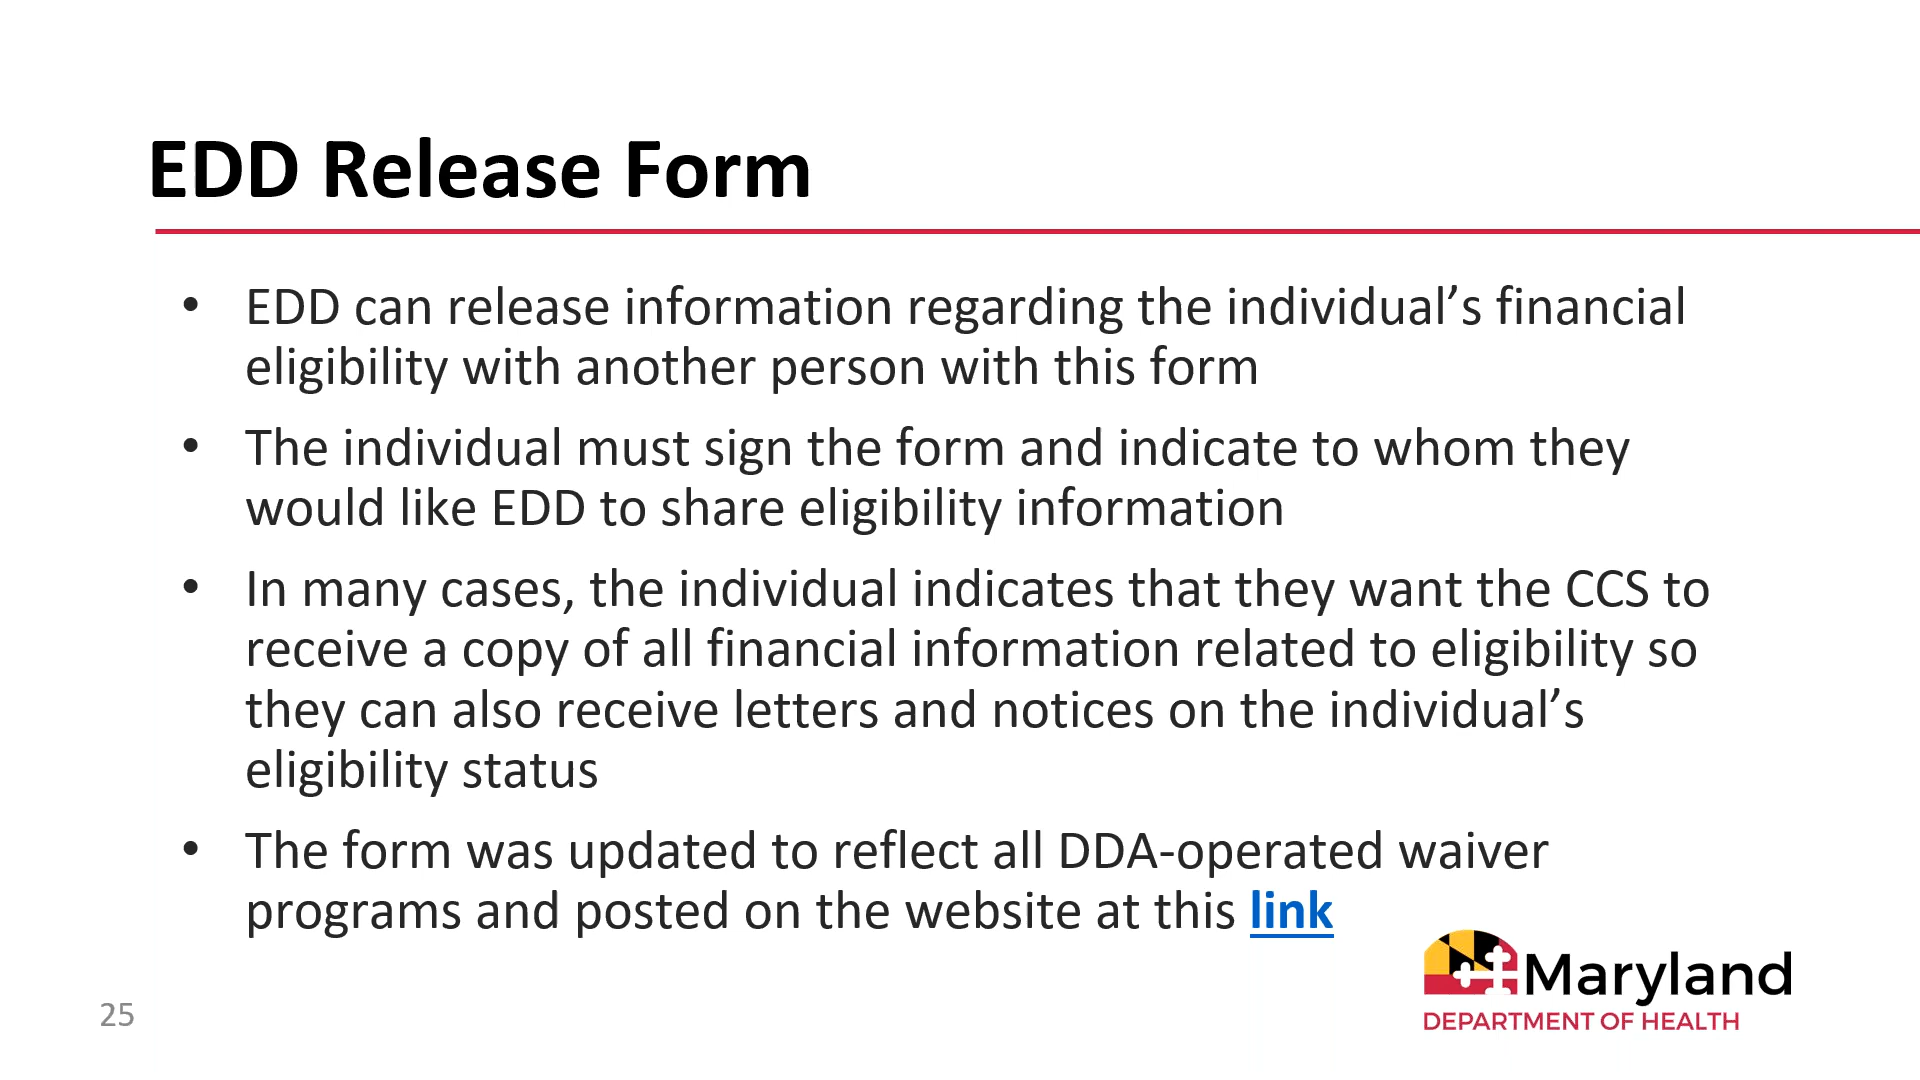 EDD Release Form
• EDD can release information regarding the individual’s financial
eligibility with another person with this form
• The individual must sign the form and indicate to whom they
would like EDD to share eligibility information
• In many cases, the individual indicates that they want the CCS to
receive a copy of all financial information related to eligibility so
they can also receive letters and notices on the individual’s
eligibility status
• The form was updated to reflect all DDA-operated waiver
programs and posted on the website at this link
25
Maryland
DEPARTMENT OF HEALTH